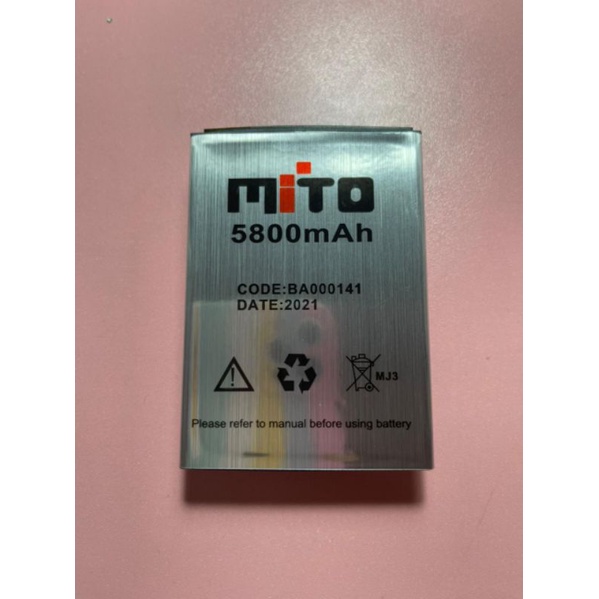 MiTO
5800mAh
CODE:BA000141
DATE:2021
MJ3
Please refer to manual before using battery